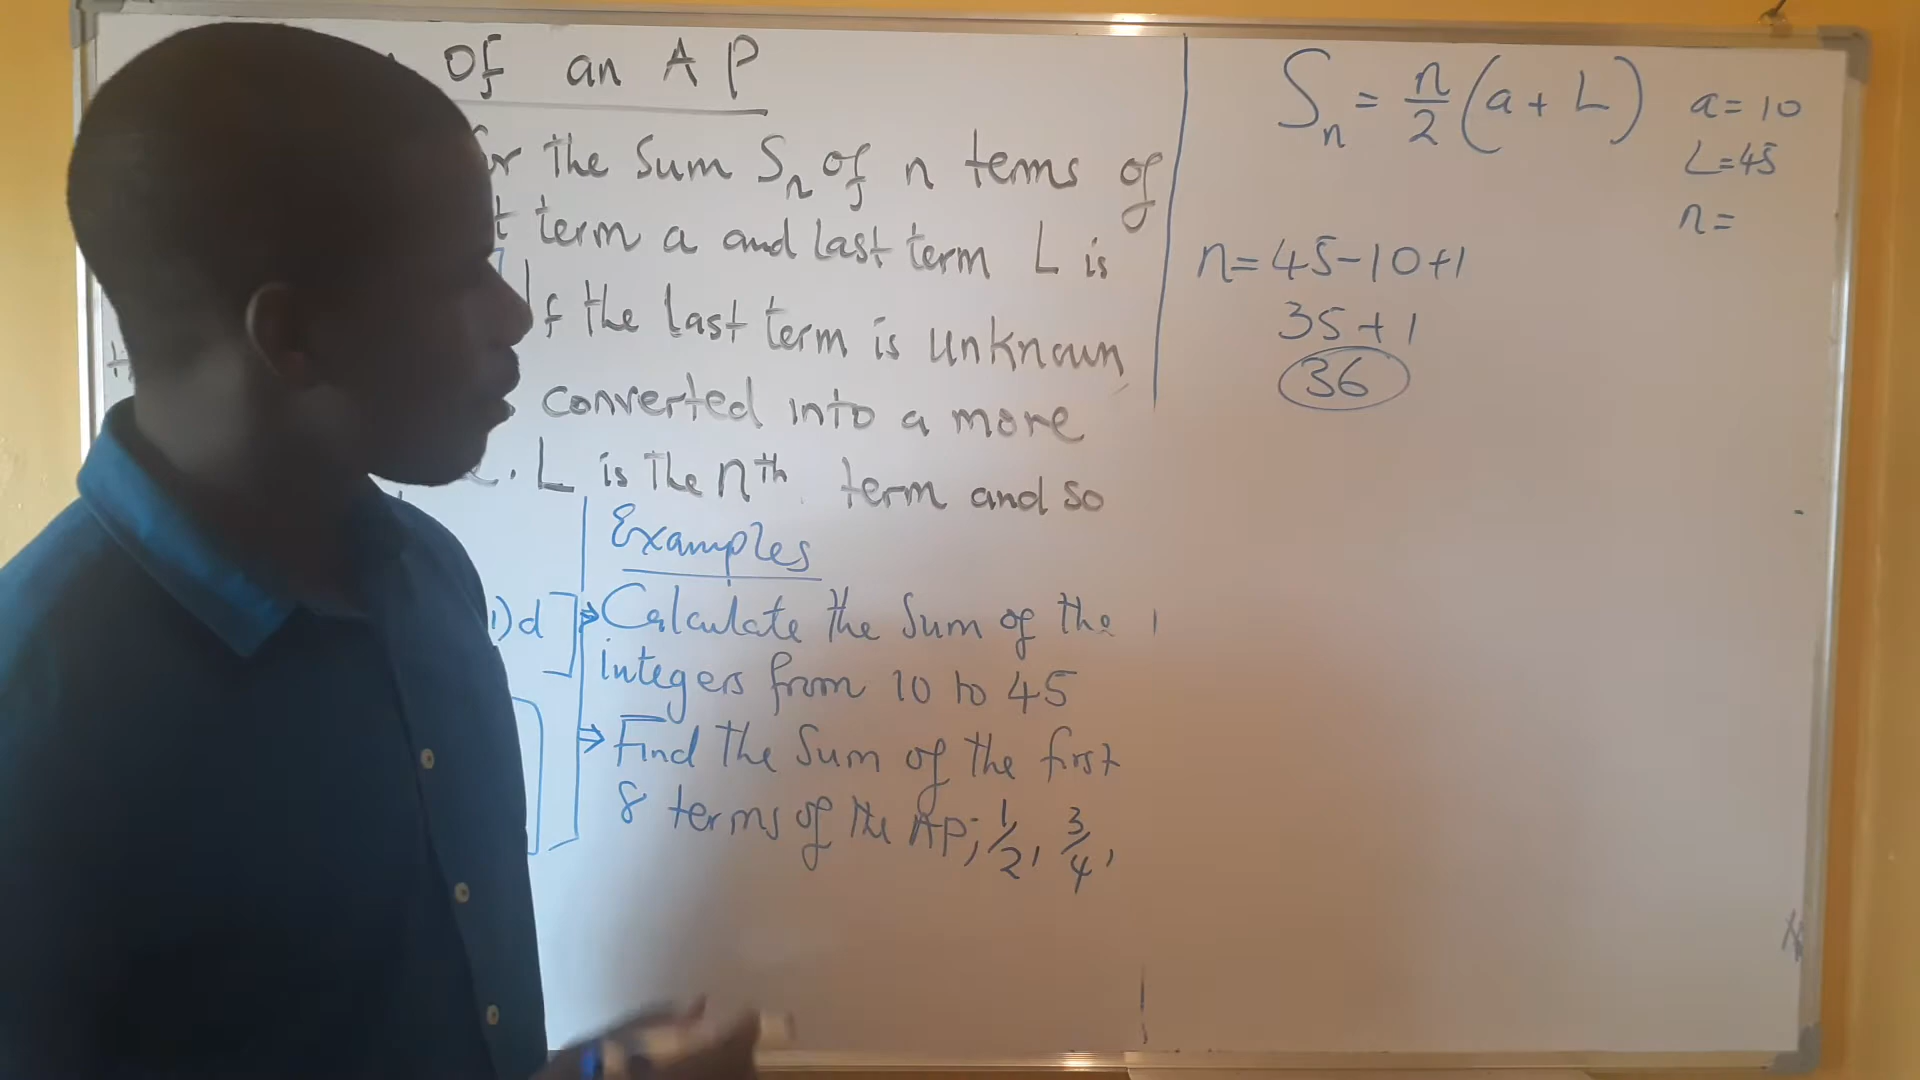 of an AP
for the Sum Sₙ of n terms of
term a and last term L is
If the last term is unknown
converted into a more
L is the nᵗʰ term and so
Examples
1)d
⇒ Calculate the Sum of the
integers from 10 to 45
⇒ Find the Sum of the first
8 terms of the AP; 1/2, 3/4,
Sₙ = n/2 (a + L)
a = 10
L = 45
n =
n = 45 - 10 + 1
35 + 1
36